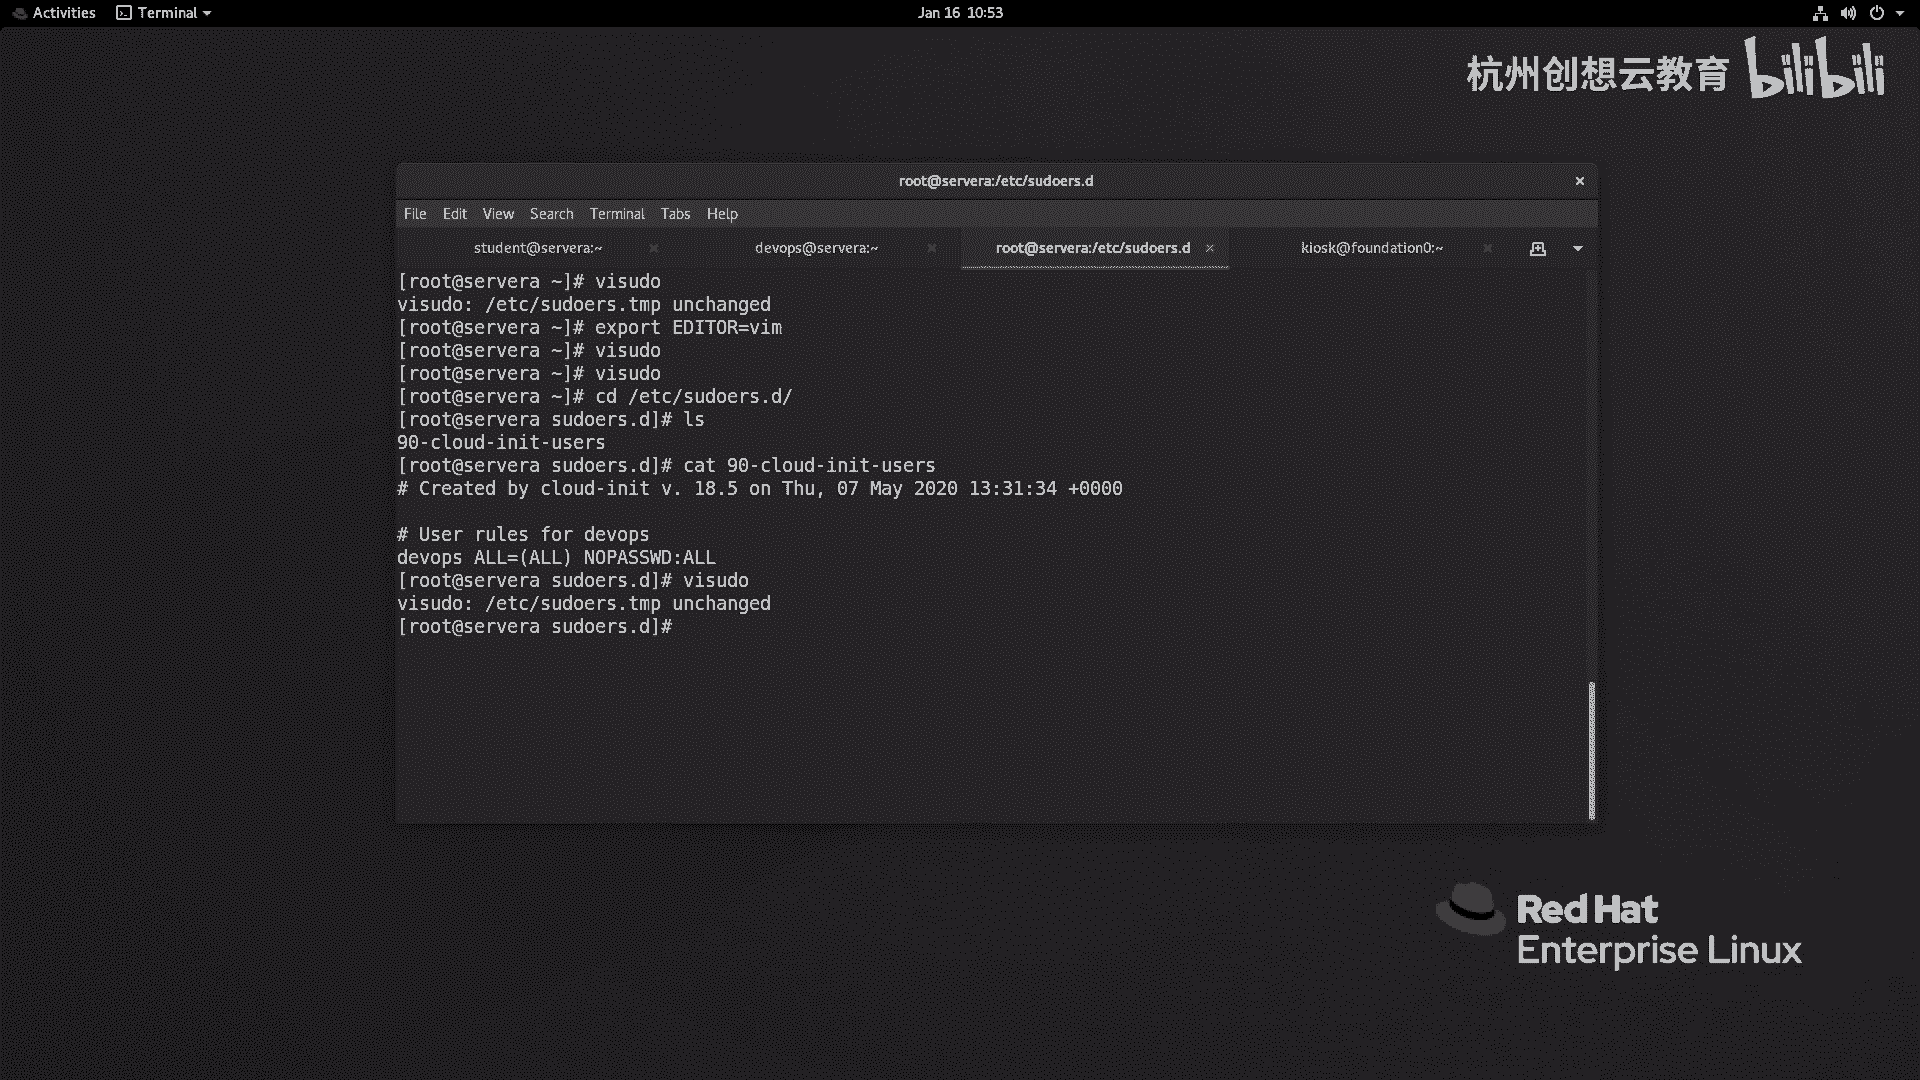 Activities
Terminal
Jan 16 10:53
杭州创想云教育 bilibili
root@servera:/etc/sudoers.d
File Edit View Search Terminal Tabs Help
student@servera:~ devops@servera:~ root@servera:/etc/sudoers.d kiosk@foundation0:~
[root@servera ~]# visudo
visudo: /etc/sudoers.tmp unchanged
[root@servera ~]# export EDITOR=vim
[root@servera ~]# visudo
[root@servera ~]# visudo
[root@servera ~]# cd /etc/sudoers.d/
[root@servera sudoers.d]# ls
90-cloud-init-users
[root@servera sudoers.d]# cat 90-cloud-init-users
# Created by cloud-init v. 18.5 on Thu, 07 May 2020 13:31:34 +0000
# User rules for devops
devops ALL=(ALL) NOPASSWD:ALL
[root@servera sudoers.d]# visudo
visudo: /etc/sudoers.tmp unchanged
[root@servera sudoers.d]#
Red Hat
Enterprise Linux